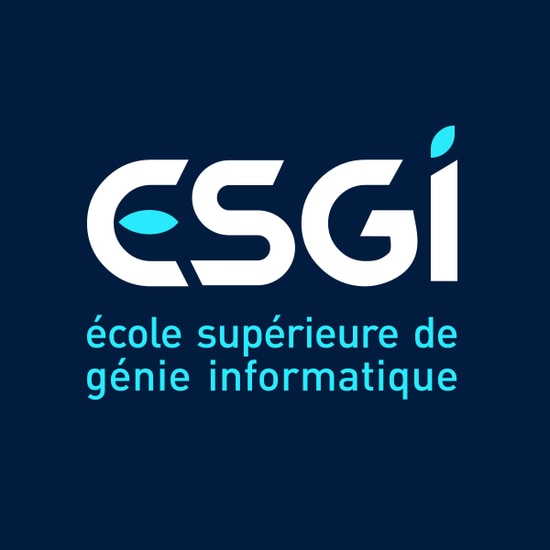 ESGI
école supérieure de
génie informatique